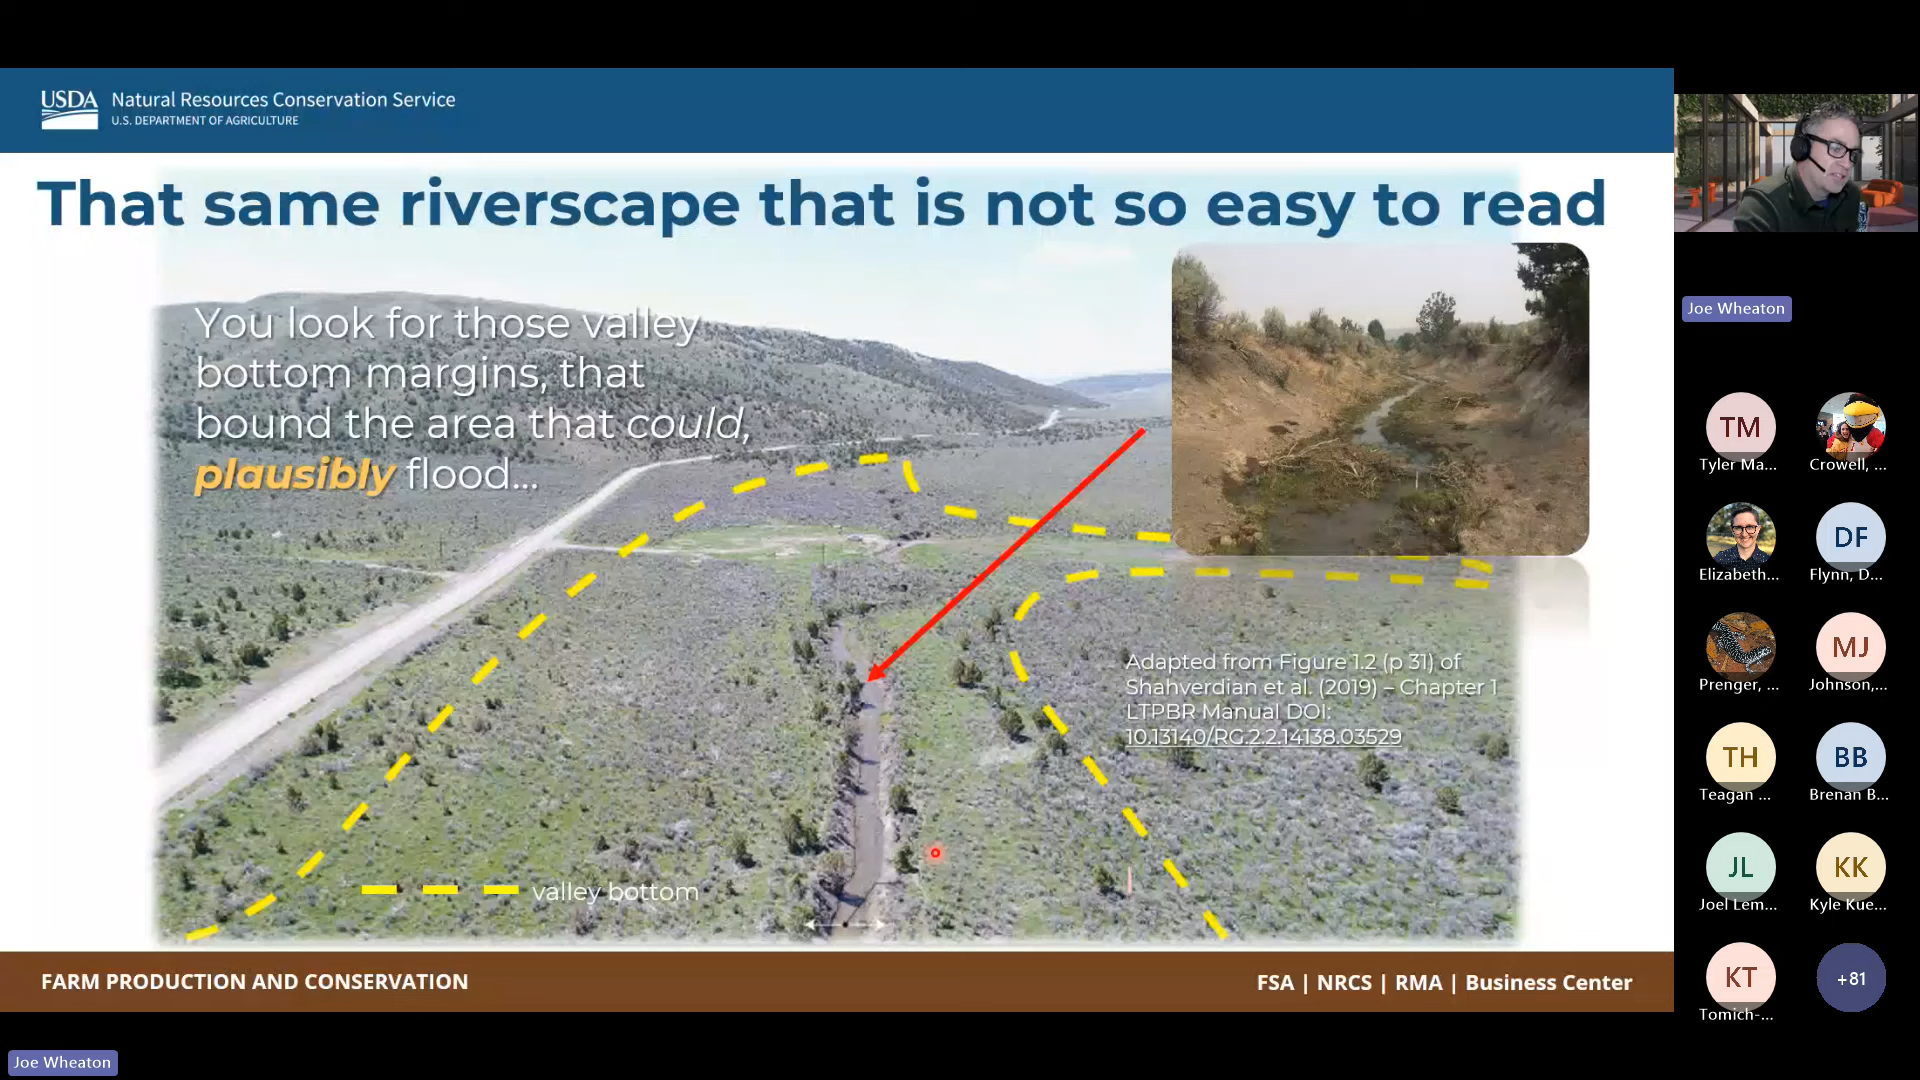 USDA
Natural Resources Conservation Service
U.S. DEPARTMENT OF AGRICULTURE
That same riverscape that is not so easy to read
You look for those valley
bottom margins, that
bound the area that could,
plausibly flood...
Adapted from Figure 1.2 (p 31) of
Shahverdian et al. (2019) – Chapter 1
LTPBR Manual DOI:
10.13140/RG.2.2.14138.03529
valley bottom
FARM PRODUCTION AND CONSERVATION
FSA | NRCS | RMA | Business Center
Joe Wheaton
Joe Wheaton
TM
Tyler Ma...
Crowell, ...
Elizabeth...
DF
Flynn, D...
Prenger, ...
MJ
Johnson,...
TH
Teagan ...
BB
Brenan B...
JL
Joel Lem...
KK
Kyle Kue...
KT
Tomich-...
+81